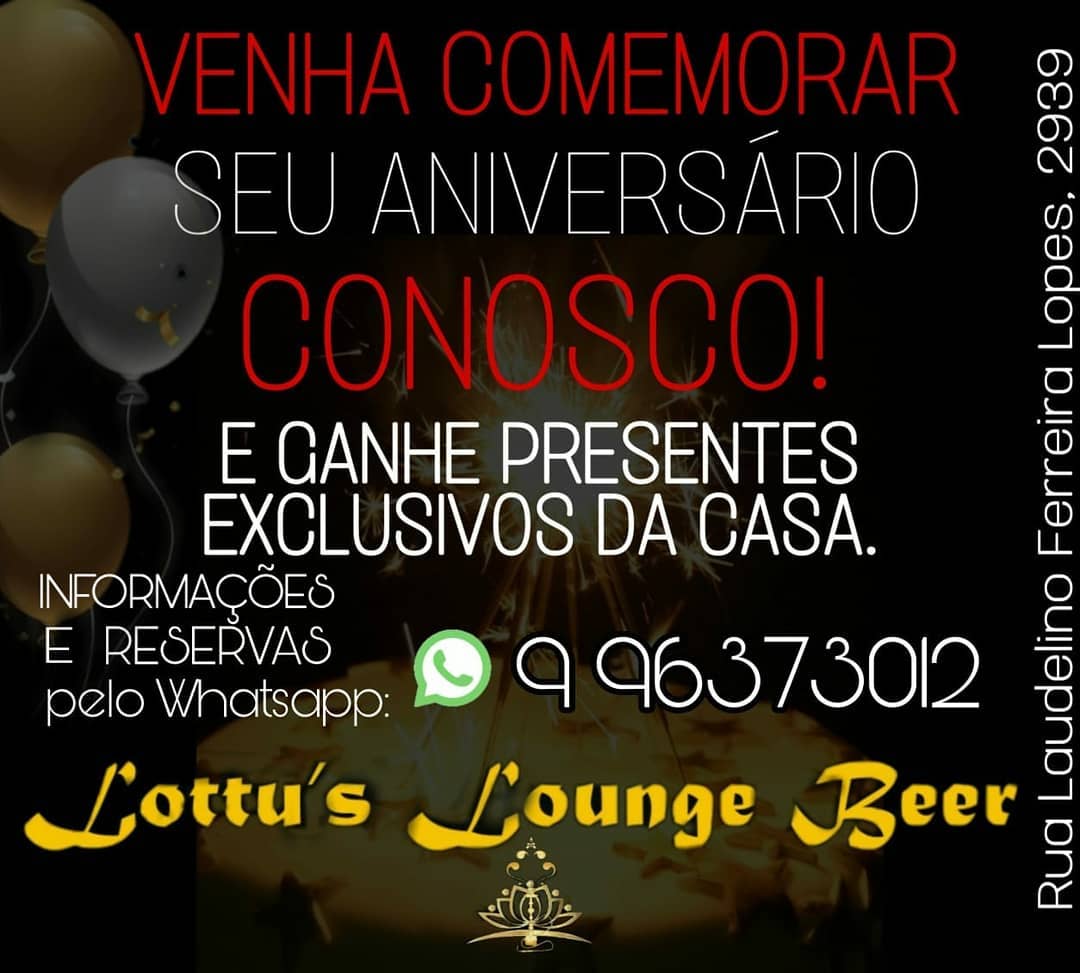 VENHA COMEMORAR
SEU ANIVERSÁRIO
CONOSCO!
E GANHE PRESENTES
EXCLUSIVOS DA CASA.
INFORMAÇÕES
E RESERVAS
pelo Whatsapp:
9 96373012
Lottu's Lounge Beer
Rua Laudelino Ferreira Lopes, 2939